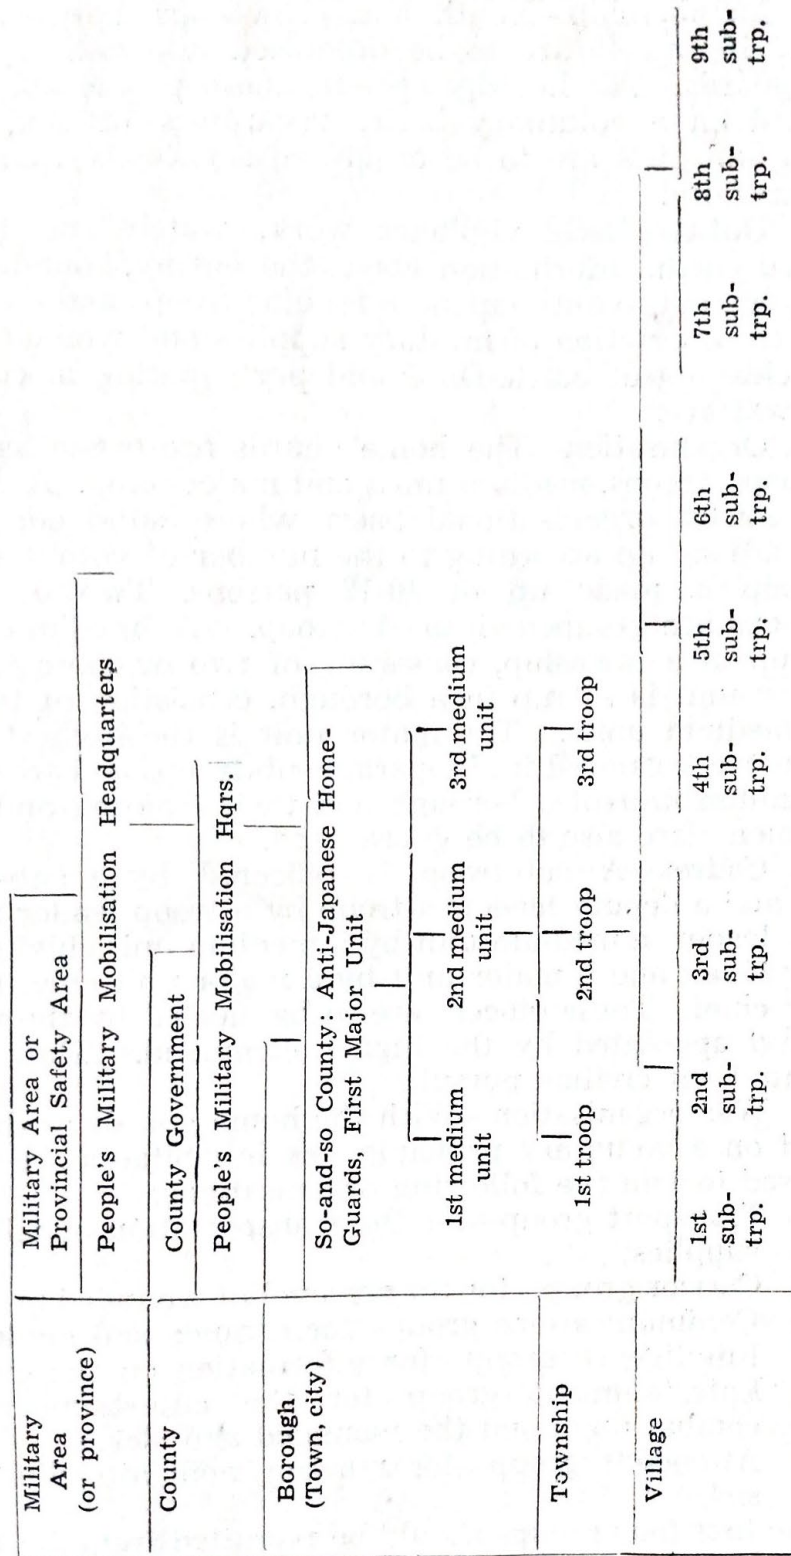 Military
Area
(or province)
Military Area or
Provincial Safety Area
People's Military Mobilisation Headquarters
County
County Government
People's Military Mobilisation Hqrs.
Borough
(Town, city)
So-and-so County Anti-Japanese Home-
Guards, First Major Unit
1st medium
unit
2nd medium
unit
3rd medium
unit
Township
1st troop
2nd troop
3rd troop
Village
1st
sub-
trp.
2nd
sub-
trp.
3rd
sub-
trp.
4th
sub-
trp.
5th
sub-
trp.
6th
sub-
trp.
7th
sub-
trp.
8th
sub-
trp.
9th
sub-
trp.